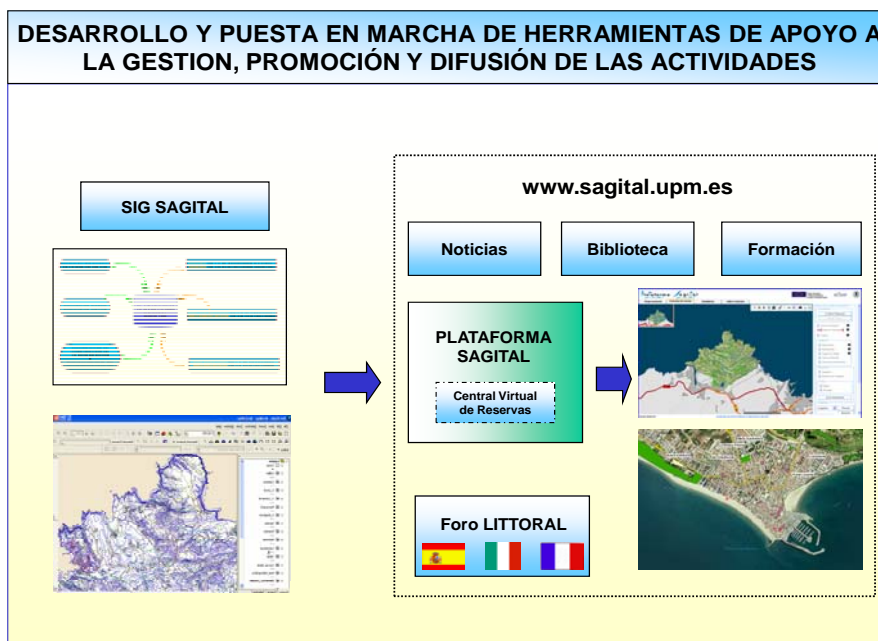 DESARROLLO Y PUESTA EN MARCHA DE HERRAMIENTAS DE APOYO A
LA GESTION, PROMOCIÓN Y DIFUSIÓN DE LAS ACTIVIDADES
SIG SAGITAL
www.sagital.upm.es
Noticias
Biblioteca
Formación
PLATAFORMA
SAGITAL
Central Virtual
de Reservas
Foro LITTORAL